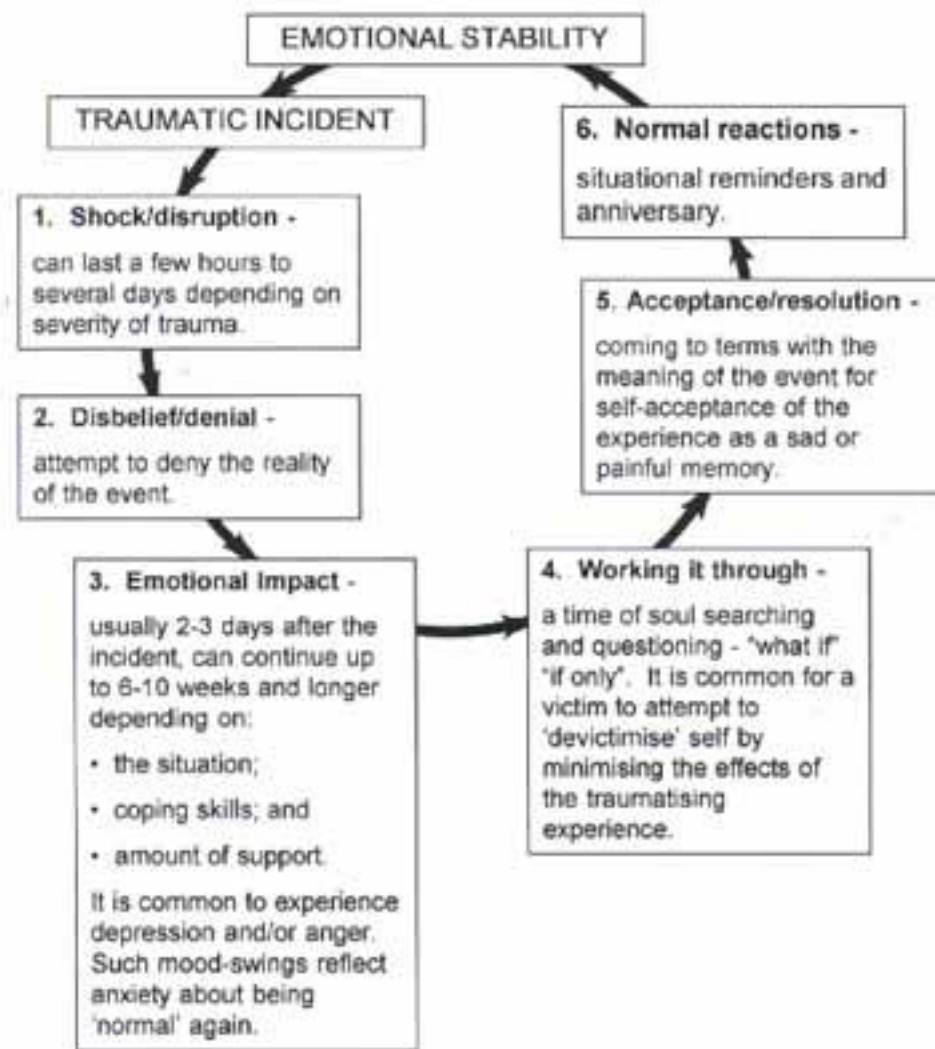 EMOTIONAL STABILITY
TRAUMATIC INCIDENT
1. Shock/disruption -
can last a few hours to
several days depending on
severity of trauma.
2. Disbelief/denial -
attempt to deny the reality
of the event.
3. Emotional Impact -
usually 2-3 days after the
incident, can continue up
to 6-10 weeks and longer
depending on:
• the situation;
• coping skills; and
• amount of support.
It is common to experience
depression and/or anger.
Such mood-swings reflect
anxiety about being
'normal' again.
4. Working it through -
a time of soul searching
and questioning - "what if"
"if only". It is common for a
victim to attempt to
'devictimise' self by
minimising the effects of
the traumatising
experience.
5. Acceptance/resolution -
coming to terms with the
meaning of the event for
self-acceptance of the
experience as a sad or
painful memory.
6. Normal reactions -
situational reminders and
anniversary.